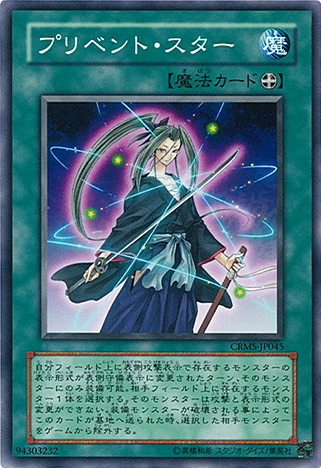 プリベント・スター
魔
【魔法カード】
CRMS-JP045
自分フィールド上に表側攻撃表示で存在するモンスターの
表示形式が表側守備表示に変更されたターン、そのモンス
ターにのみ装備可能。相手フィールド上に存在するモンス
ター１体を選択する。そのモンスターは攻撃と表示形式の
変更ができない。装備モンスターが破壊される事によって
このカードが墓地へ送られた時、選択した相手モンスター
をゲームから除外する。
94303232
©高橋和希 スタジオ・ダイス/集英社